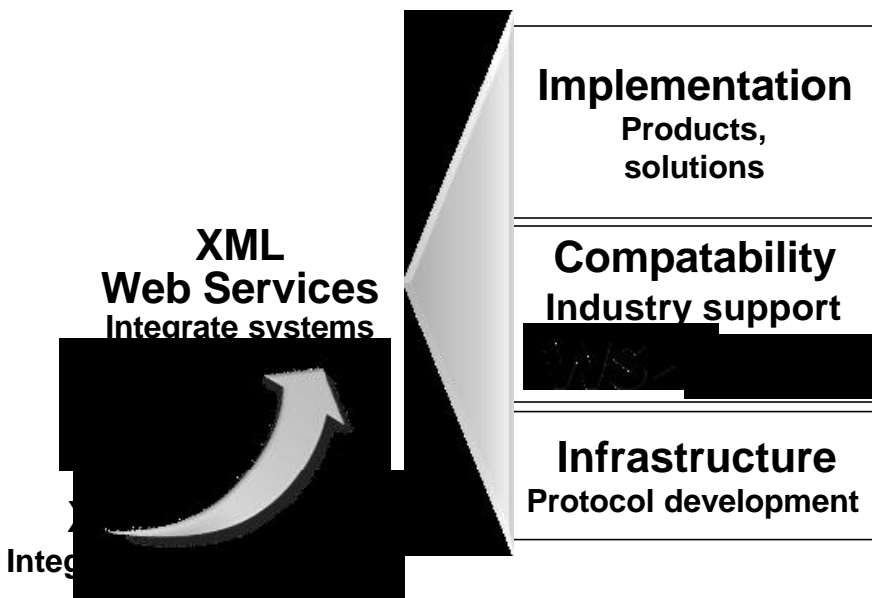 XML
Web Services
Integrate systems
Implementation
Products,
solutions
Compatability
Industry support
Infrastructure
Protocol development